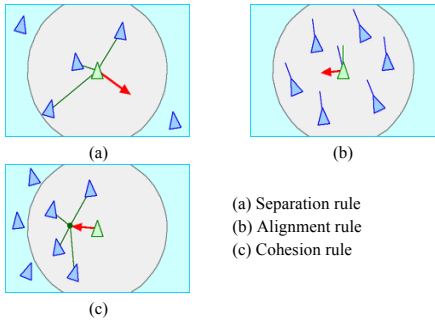 (a)
(b)
(c)
(a) Separation rule
(b) Alignment rule
(c) Cohesion rule